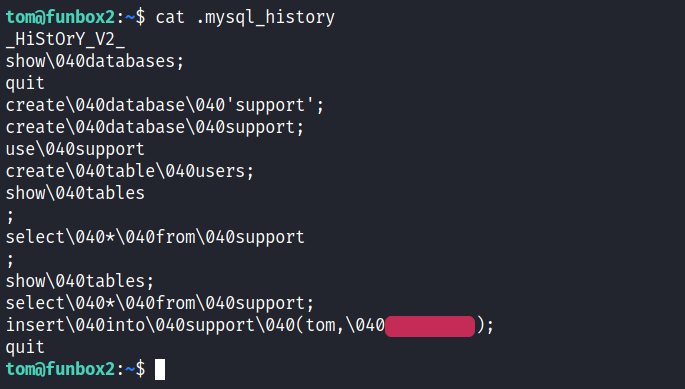 tom@funbox2:~$ cat .mysql_history
_HiStOrY_V2_
show\040databases;
quit
create\040database\040'support';
create\040database\040support;
use\040support
create\040table\040users;
show\040tables
;
select\040*\040from\040support
;
show\040tables;
select\040*\040from\040support;
insert\040into\040support\040(tom,\040);
quit
tom@funbox2:~$